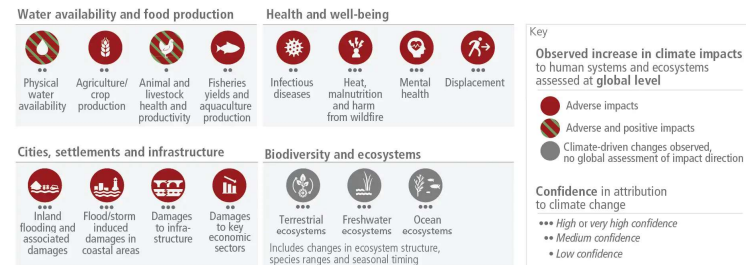 Water availability and food production
Physical
water
availability
Agriculture/
crop
production
Animal and
livestock
health and
productivity
Fisheries
yields and
aquaculture
production
Health and well-being
Infectious
diseases
Heat,
malnutrition
and harm
from wildfire
Mental
health
Displacement
Cities, settlements and infrastructure
Inland
flooding and
associated
damages
Flood/storm
induced
damages in
coastal areas
Damages
to infra-
structure
Damages
to key
economic
sectors
Biodiversity and ecosystems
Terrestrial
ecosystems
Freshwater
ecosystems
Ocean
ecosystems
Includes changes in ecosystem structure,
species ranges and seasonal timing
Key
Observed increase in climate impacts
to human systems and ecosystems
assessed at global level
Adverse impacts
Adverse and positive impacts
Climate-driven changes observed,
no global assessment of impact direction
Confidence in attribution
to climate change
••• High or very high confidence
•• Medium confidence
• Low confidence